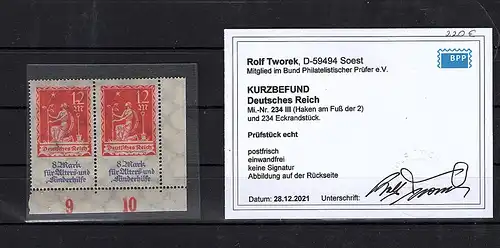 220€
Rolf Tworek, D-59494 Soest
Mitglied im Bund Philatelistischer Prüfer e.V.
BPP
KURZBEFUND
Deutsches Reich
Mi.-Nr. 234 III (Haken am Fuß der 2)
und 234 Eckrandstück.
Prüfstück echt
postfrisch
einwandfrei
keine Signatur
Abbildung auf der Rückseite
Datum: 28.12.2021 Unterschrift:
12 12
M M
Deutsches Reich Deutsches Reich
8 Mark 8 Mark
für Alters-und für Alters-und
Kinderhilfe Kinderhilfe
9 10